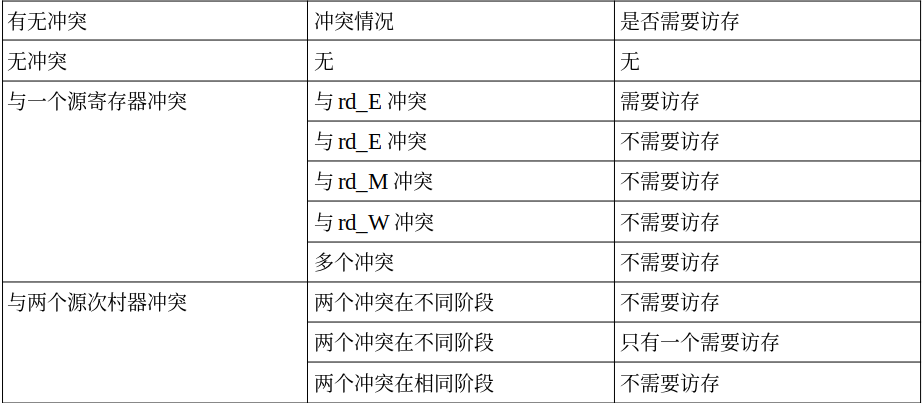 有无冲突 冲突情况 是否需要访存
无冲突 无 无
与一个源寄存器冲突 与 rd_E 冲突 需要访存
与 rd_E 冲突 不需要访存
与 rd_M 冲突 不需要访存
与 rd_W 冲突 不需要访存
多个冲突 不需要访存
与两个源次村器冲突 两个冲突在不同阶段 不需要访存
两个冲突在不同阶段 只有一个需要访存
两个冲突在相同阶段 不需要访存